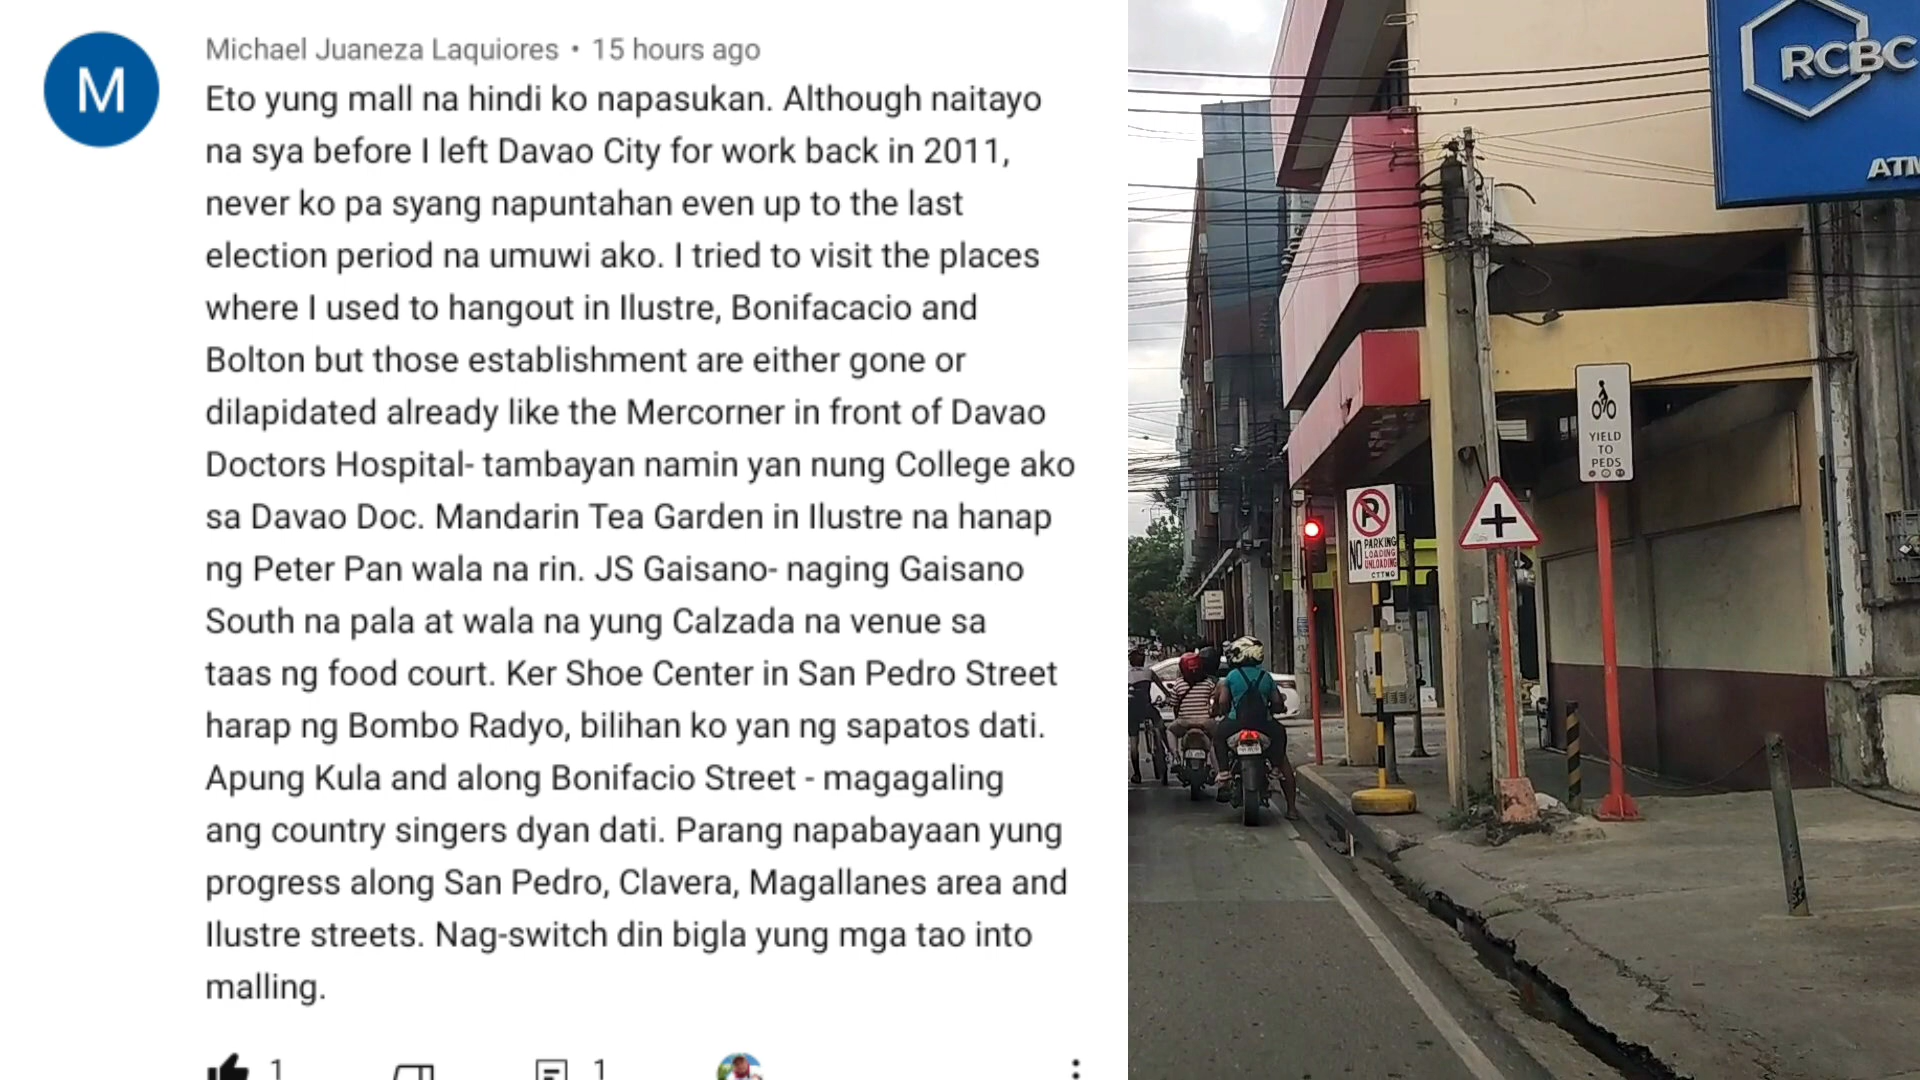 M
Michael Juaneza Laquiores • 15 hours ago
Eto yung mall na hindi ko napasukan. Although naitayo
na sya before I left Davao City for work back in 2011,
never ko pa syang napuntahan even up to the last
election period na umuwi ako. I tried to visit the places
where I used to hangout in Ilustre, Bonifacacio and
Bolton but those establishment are either gone or
dilapidated already like the Mercorner in front of Davao
Doctors Hospital- tambayan namin yan nung College ako
sa Davao Doc. Mandarin Tea Garden in Ilustre na hanap
ng Peter Pan wala na rin. JS Gaisano- naging Gaisano
South na pala at wala na yung Calzada na venue sa
taas ng food court. Ker Shoe Center in San Pedro Street
harap ng Bombo Radyo, bilihan ko yan ng sapatos dati.
Apung Kula and along Bonifacio Street - magagaling
ang country singers dyan dati. Parang napabayaan yung
progress along San Pedro, Clavera, Magallanes area and
Ilustre streets. Nag-switch din bigla yung mga tao into
malling.
1
1
RCBC
ATM
YIELD
TO
PEDS
P
NO PARKING
LOADING
UNLOADING
CTTMO